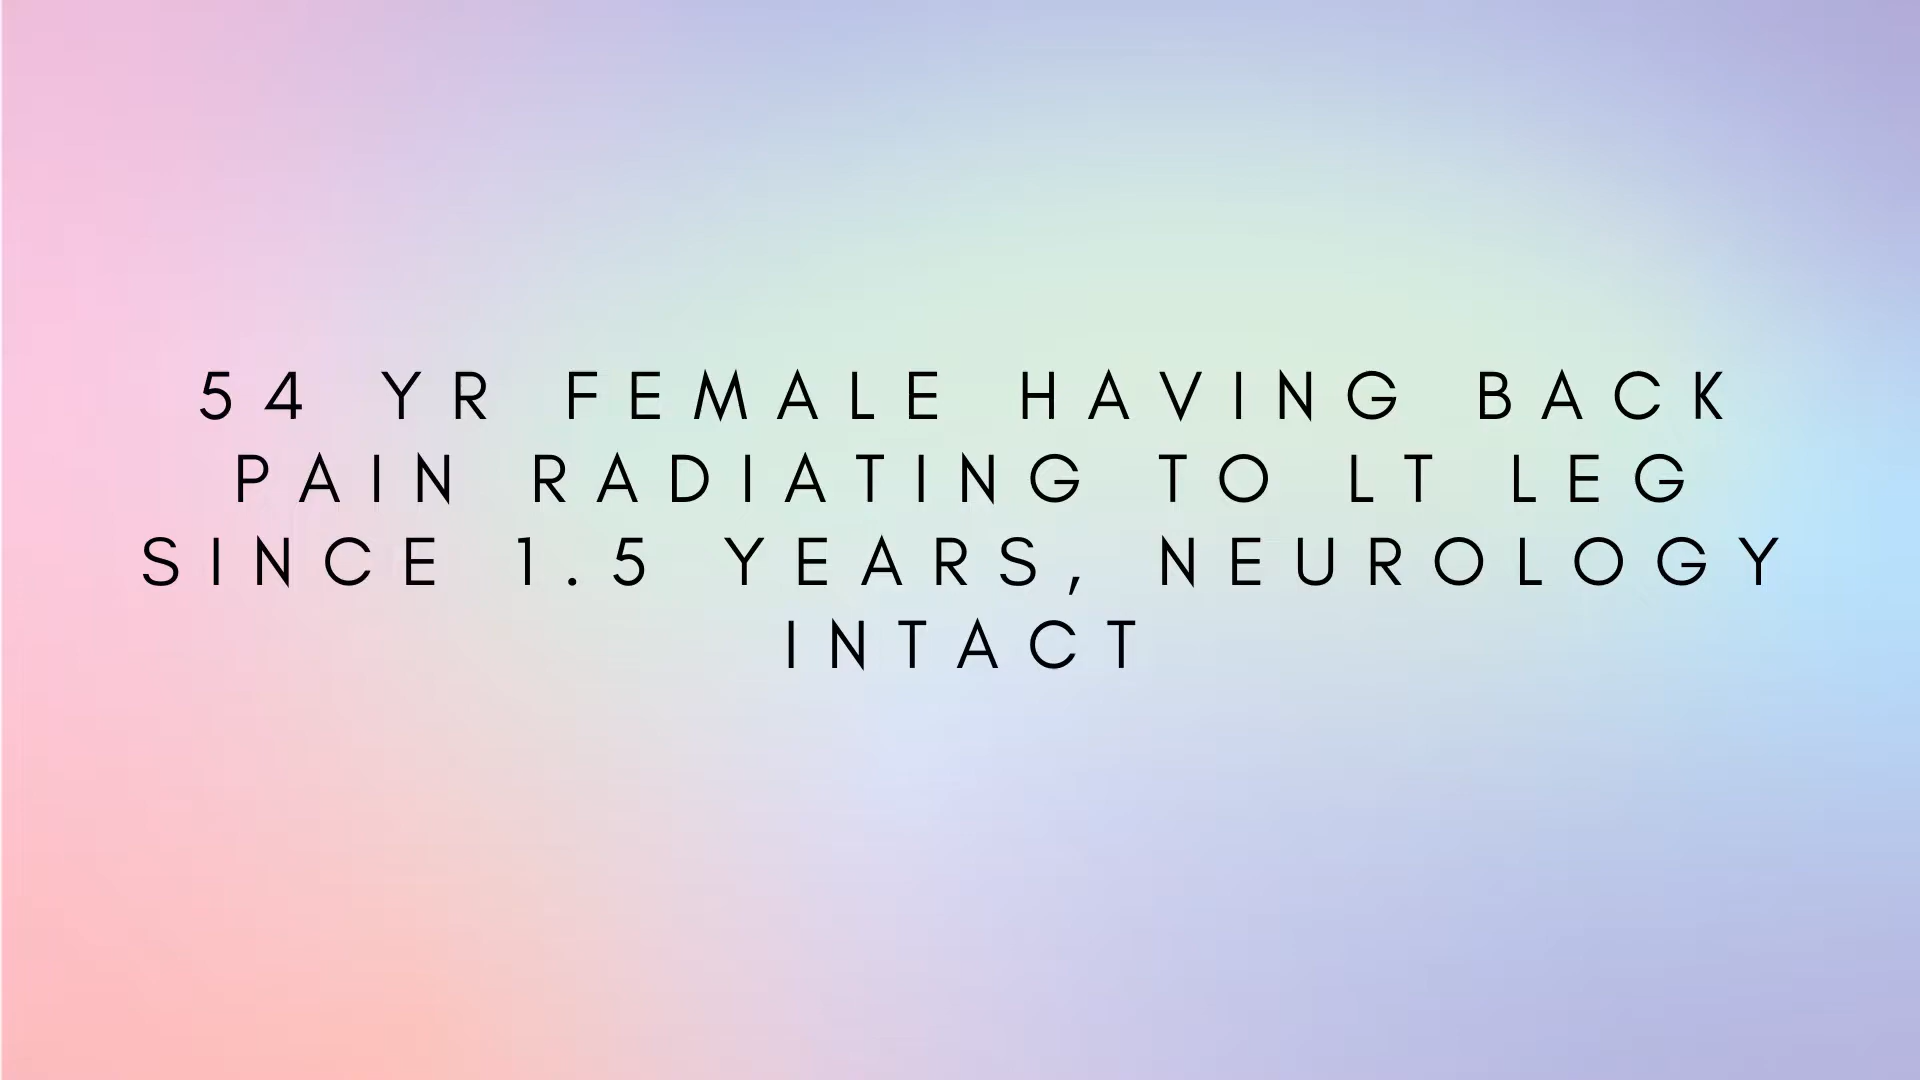 54 YR FEMALE HAVING BACK
PAIN RADIATING TO LT LEG
SINCE 1.5 YEARS, NEUROLOGY
INTACT